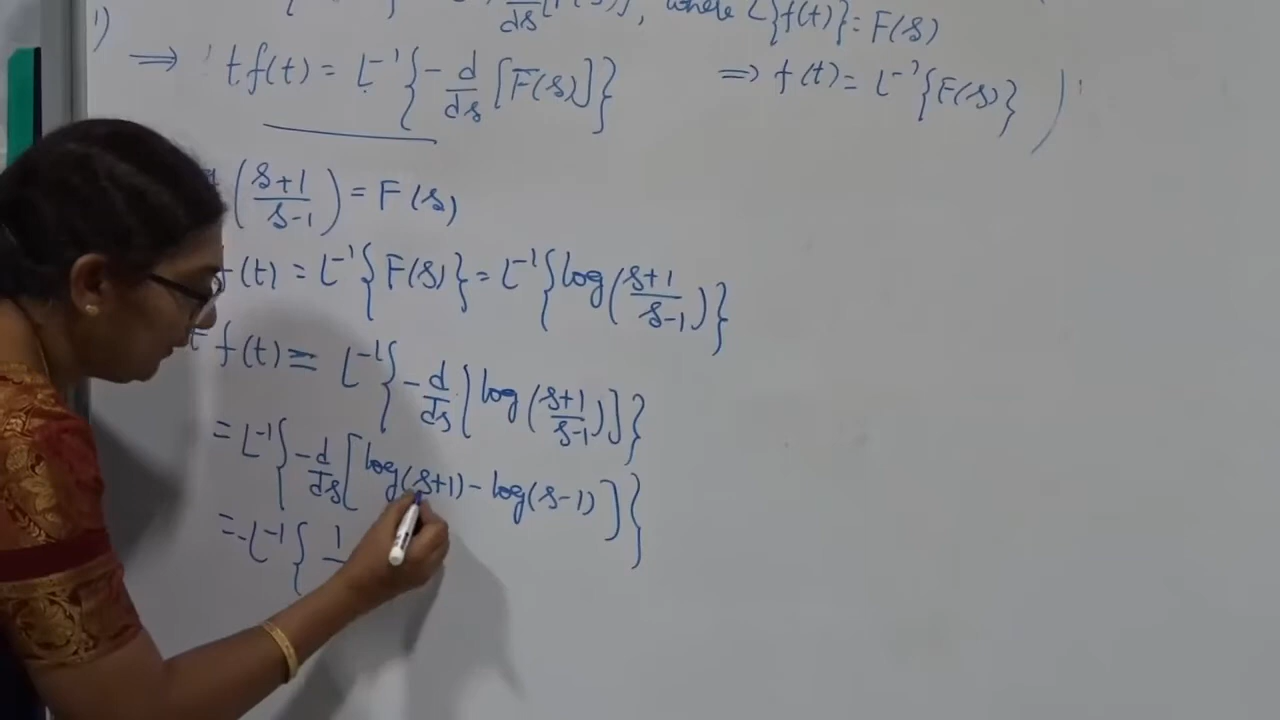 d/ds [F(s)], where L{f(t)} = F(s)
1)
⇒ t f(t) = L⁻¹{-d/ds [F(s)]} ⇒ f(t) = L⁻¹{F(s)} )
((s+1)/(s-1)) = F(s)
f(t) = L⁻¹{F(s)} = L⁻¹{log((s+1)/(s-1))}
t f(t) = L⁻¹{-d/ds [log((s+1)/(s-1))]}
= L⁻¹{-d/ds [log(s+1) - log(s-1)]}
= -L⁻¹{1